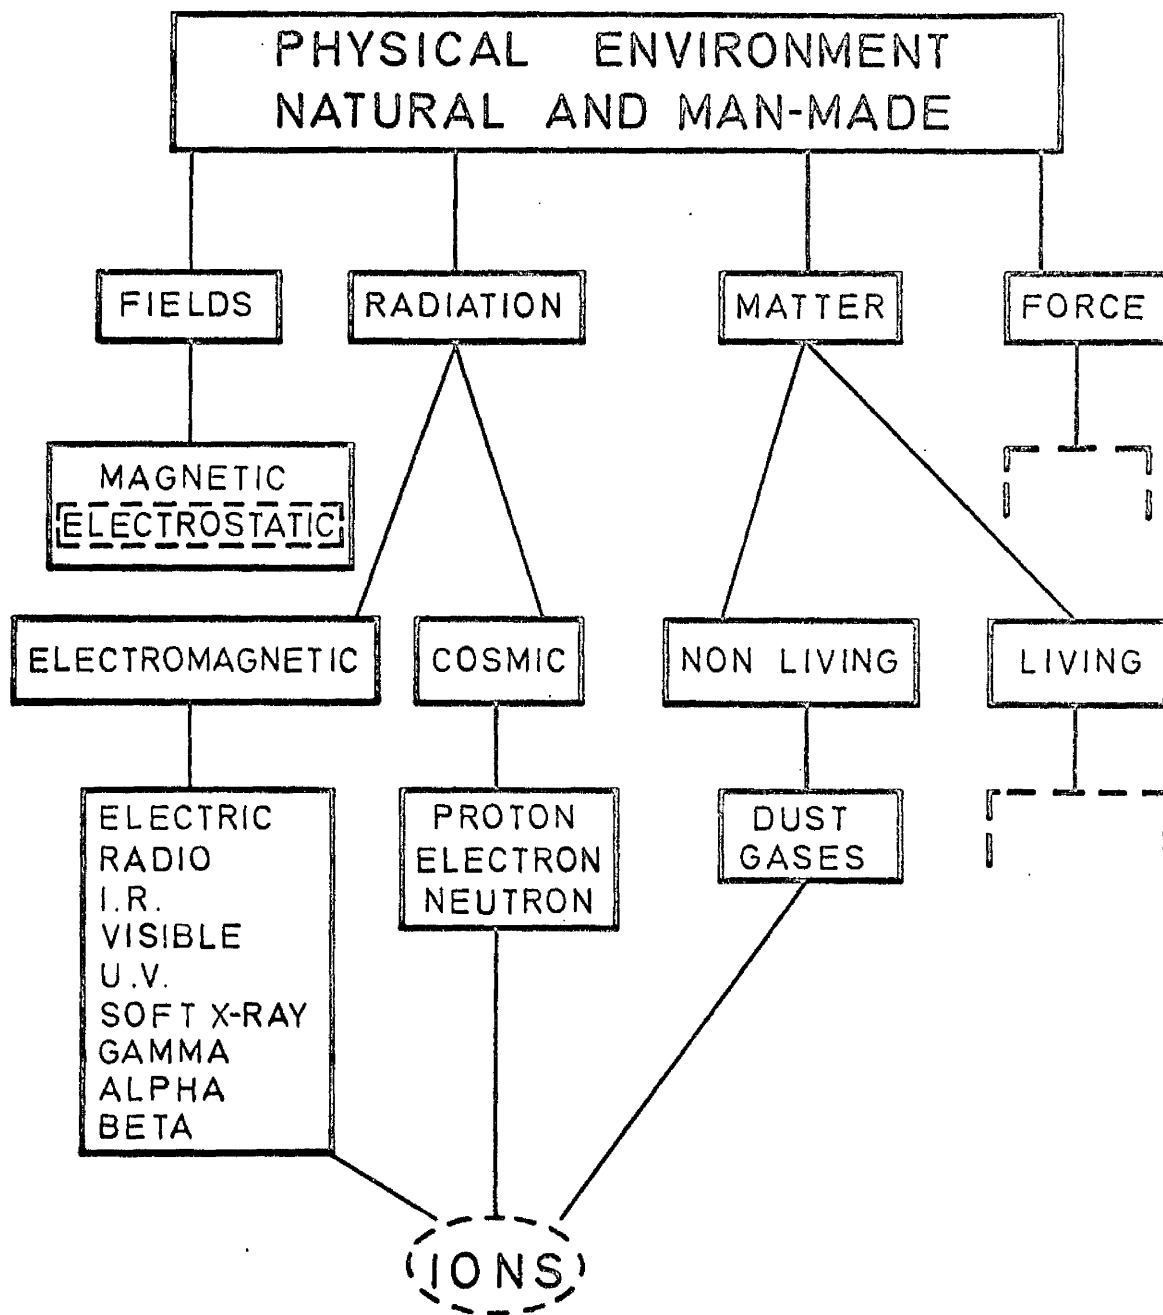 PHYSICAL ENVIRONMENT
NATURAL AND MAN-MADE
FIELDS
RADIATION
MATTER
FORCE
MAGNETIC
ELECTROSTATIC
ELECTROMAGNETIC
COSMIC
NON LIVING
LIVING
ELECTRIC
RADIO
I.R.
VISIBLE
U.V.
SOFT X-RAY
GAMMA
ALPHA
BETA
PROTON
ELECTRON
NEUTRON
DUST
GASES
IONS